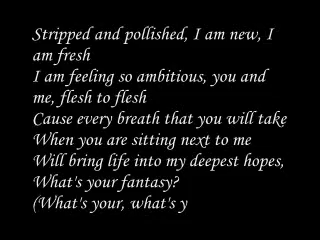 Stripped and pollished, I am new, I
am fresh
I am feeling so ambitious, you and
me, flesh to flesh
Cause every breath that you will take
When you are sitting next to me
Will bring life into my deepest hopes,
What's your fantasy?
(What's your, what's y